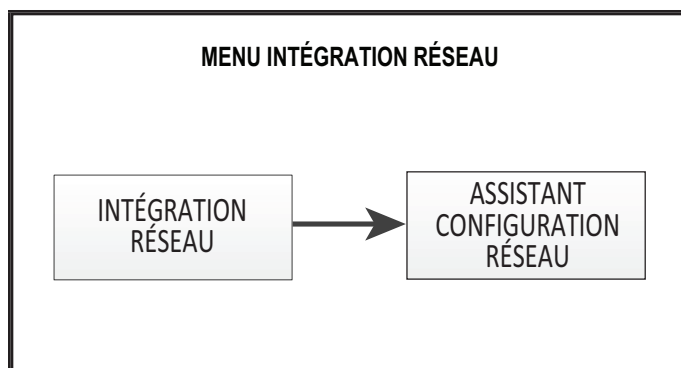 MENU INTÉGRATION RÉSEAU
INTÉGRATION
RÉSEAU
ASSISTANT
CONFIGURATION
RÉSEAU